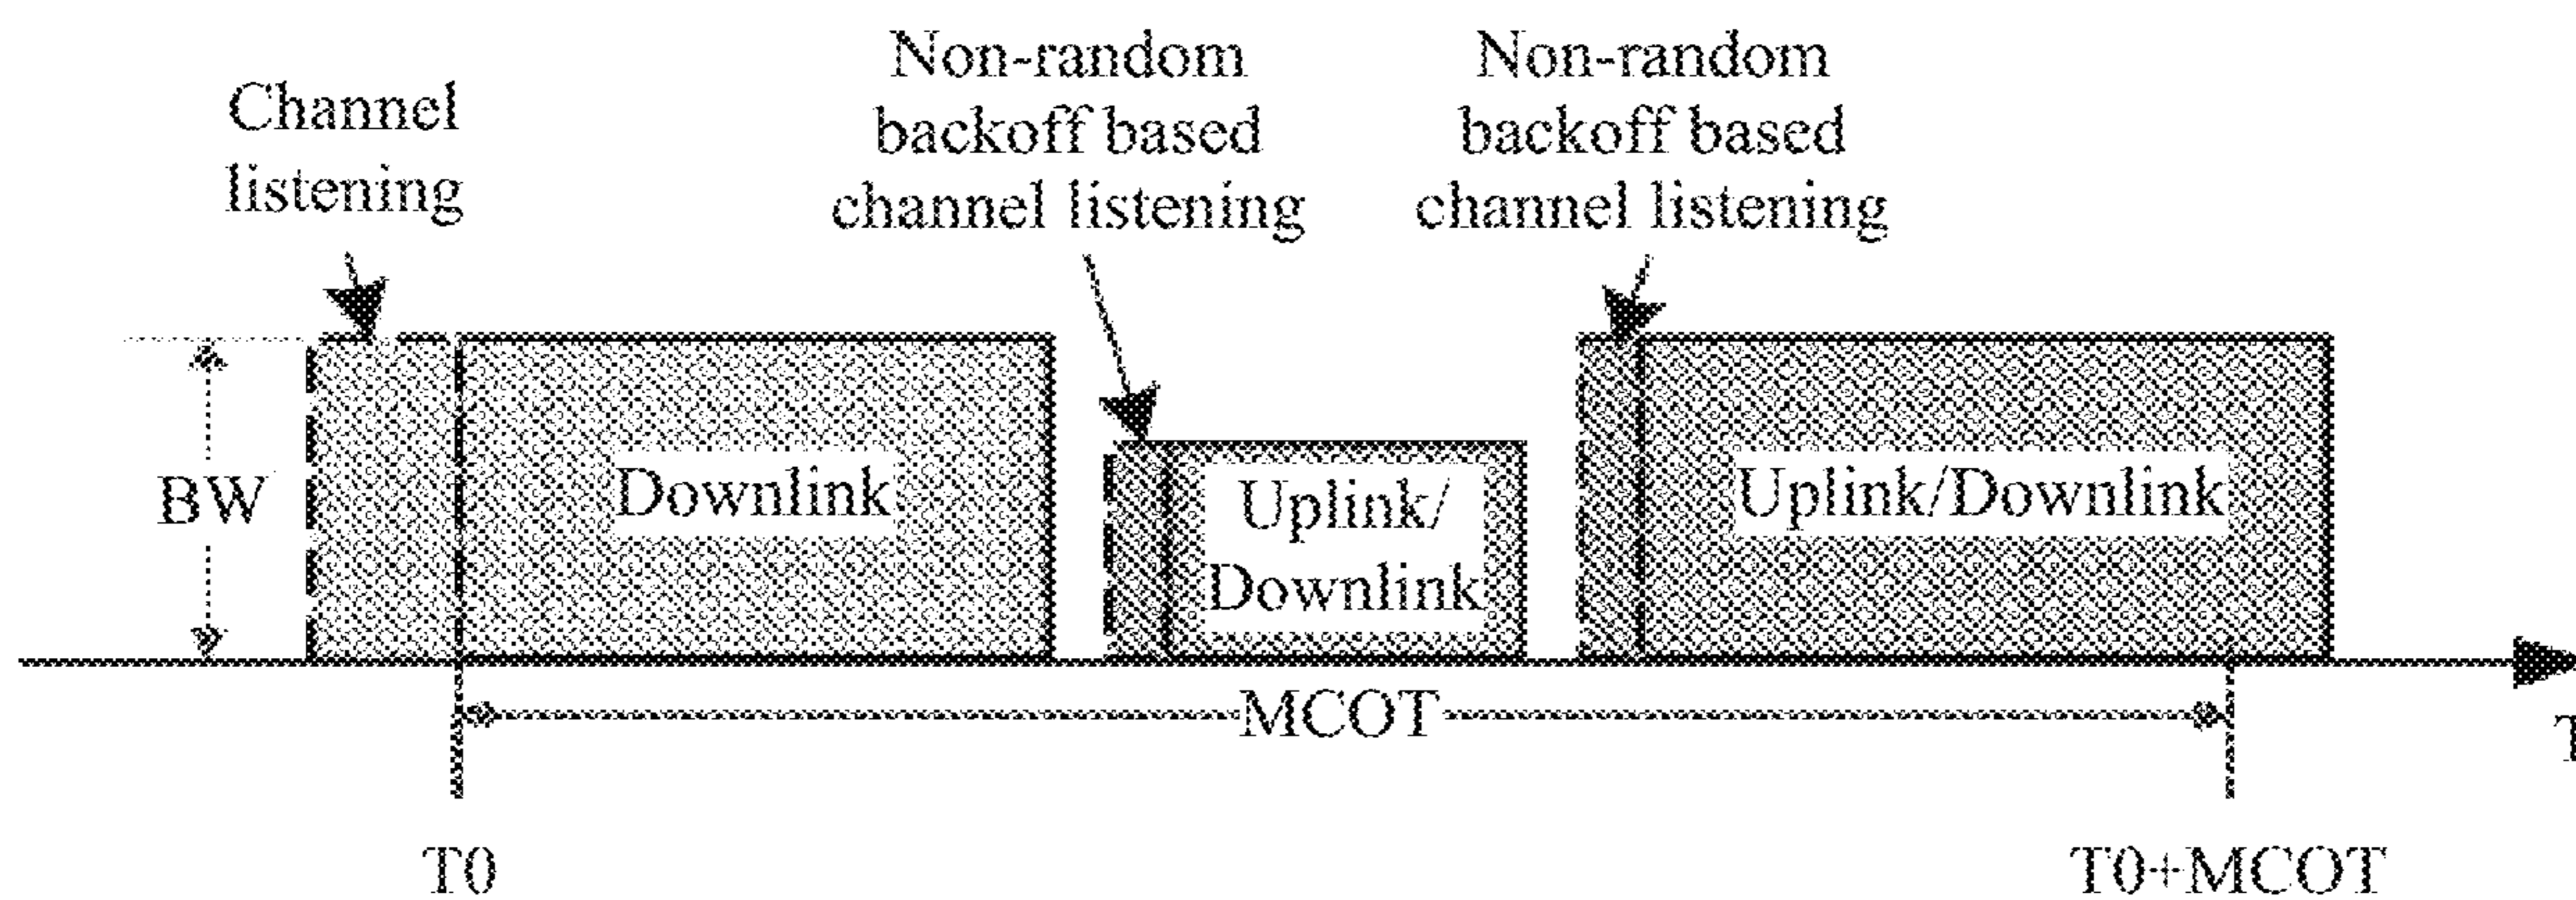 Channel
listening
Non-random
backoff based
channel listening
Non-random
backoff based
channel listening
BW
Downlink
Uplink/
Downlink
Uplink/Downlink
MCOT
T
T0
T0+MCOT